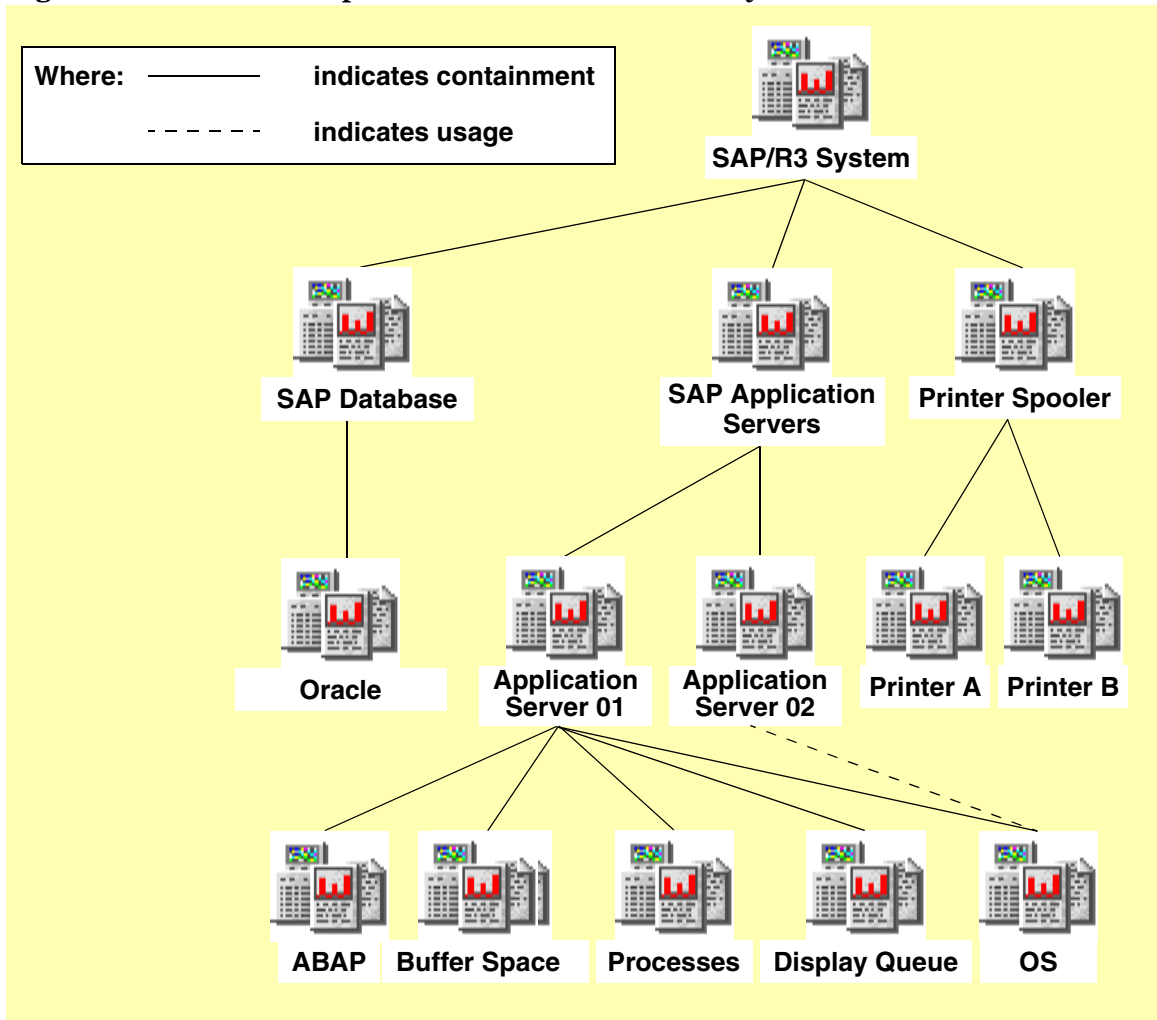 Where:
indicates containment
indicates usage
SAP/R3 System
SAP Database
SAP Application
Servers
Printer Spooler
Oracle
Application
Server 01
Application
Server 02
Printer A
Printer B
ABAP
Buffer Space
Processes
Display Queue
OS